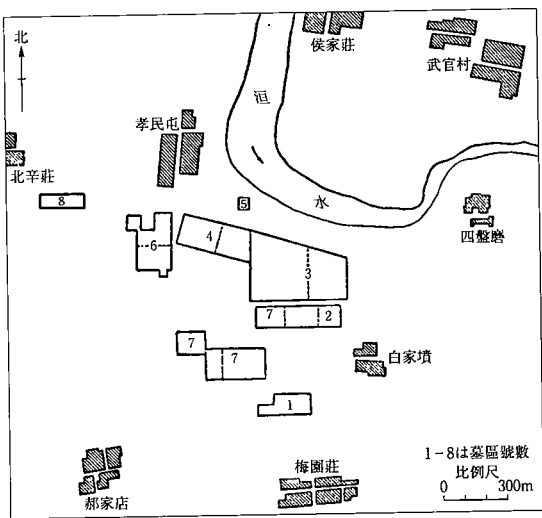 北
侯家莊
武官村
洹
孝民屯
北辛莊
8
5
水
四盤磨
6
4
3
7
2
7
7
白家墳
1
1-8は墓區號數
比例尺
0 300m
郝家店
梅園莊